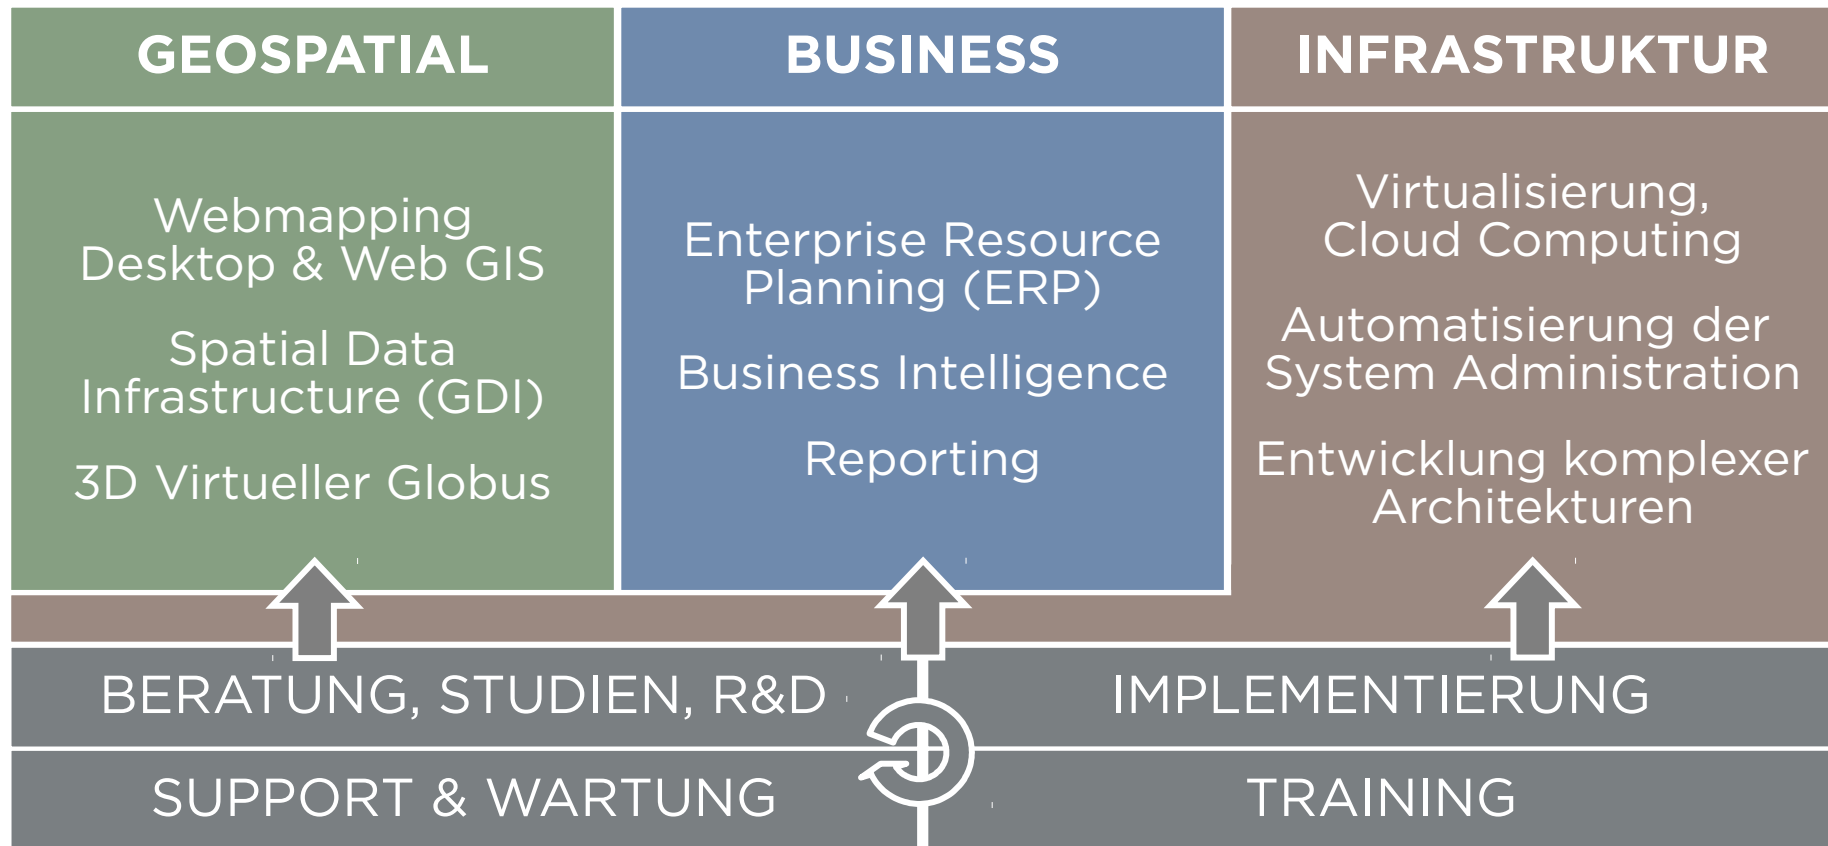 GEOSPATIAL
Webmapping
Desktop & Web GIS
Spatial Data
Infrastructure (GDI)
3D Virtueller Globus
BUSINESS
Enterprise Resource
Planning (ERP)
Business Intelligence
Reporting
INFRASTRUKTUR
Virtualisierung,
Cloud Computing
Automatisierung der
System Administration
Entwicklung komplexer
Architekturen
BERATUNG, STUDIEN, R&D
IMPLEMENTIERUNG
SUPPORT & WARTUNG
TRAINING